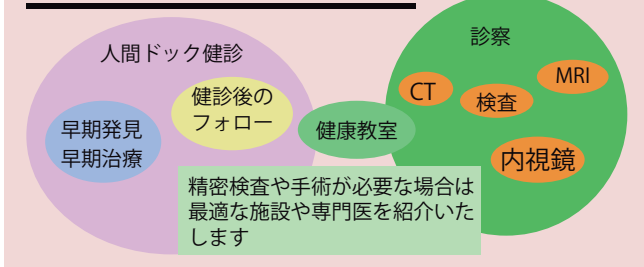 人間ドック健診
早期発見
早期治療
健診後の
フォロー
健康教室
診察
CT
検査
MRI
内視鏡
精密検査や手術が必要な場合は
最適な施設や専門医を紹介いた
します